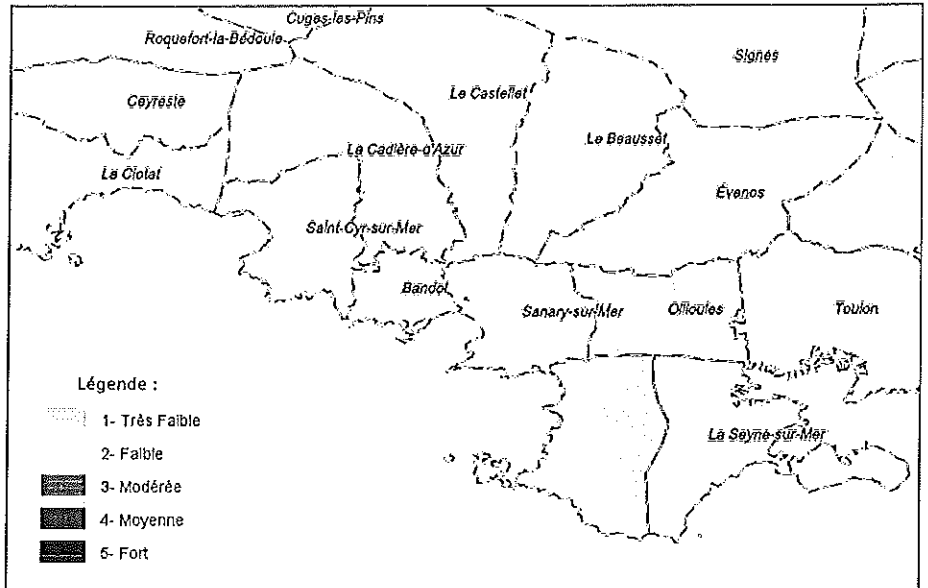 Cuges-les-Pins
Roquefort-la-Bédoule
Signes
Ceyreste
Le Castellet
Le Beausset
La Cadière-d'Azur
La Ciotat
Évenos
Saint-Cyr-sur-Mer
Bandol
Sanary-sur-Mer
Ollioules
Toulon
La Seyne-sur-Mer
Légende :
1- Très Faible
2- Faible
3- Modérée
4- Moyenne
5- Fort